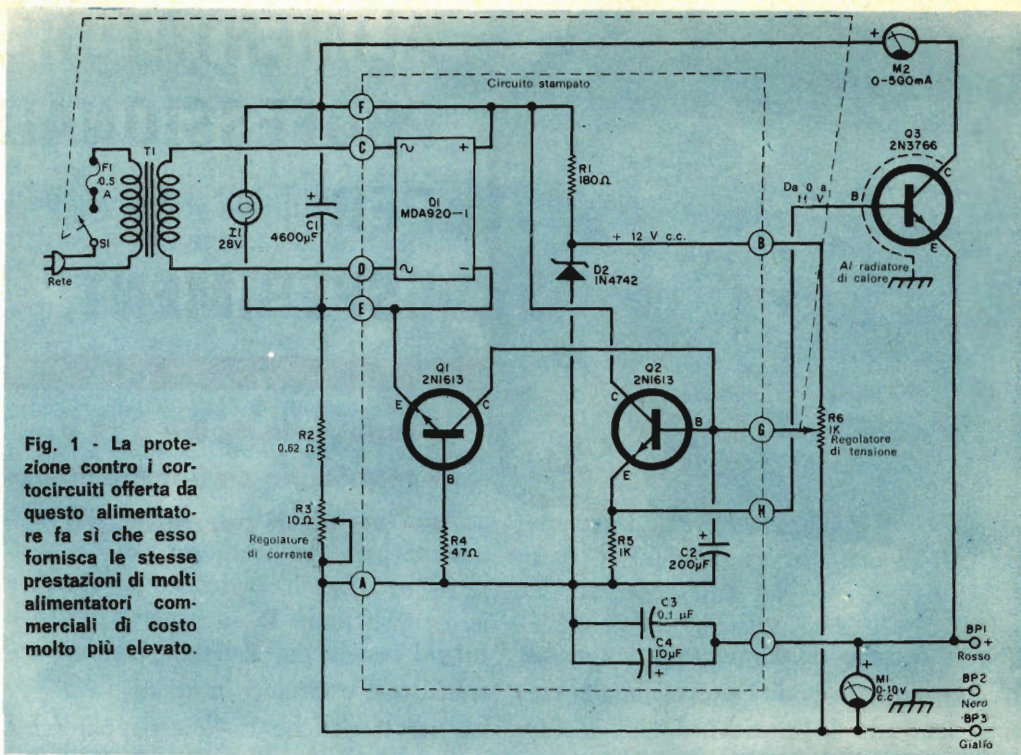 Circuito stampato
+
M2
0-500mA
Q3
2N3766
C
B
E
Da 0 a
11 V
Al radiatore
di calore
F1
0,5
A
S1
Rete
T1
I1
28V
+
C1
4600µF
F
C
D
E
~
+
~
-
D1
MDA920-1
R1
180Ω
+ 12 V c.c.
B
D2
1N4742
Q1
2N1613
E
C
B
Q2
2N1613
C
B
E
G
R6
1K
Regolatore
di tensione
H
R2
0,62 Ω
R3
10Ω
Regolatore
di corrente
R4
47Ω
R5
1K
+
C2
200µF
A
C3
0,1 µF
C4
10µF
+
I
+
M1
0-10V
c.c.
BP1
+
Rosso
BP2
Nero
BP3
-
Giallo
Fig. 1 - La prote-
zione contro i cor-
tocircuiti offerta da
questo alimentato-
re fa sì che esso
fornisca le stesse
prestazioni di molti
alimentatori com-
merciali di costo
molto più elevato.